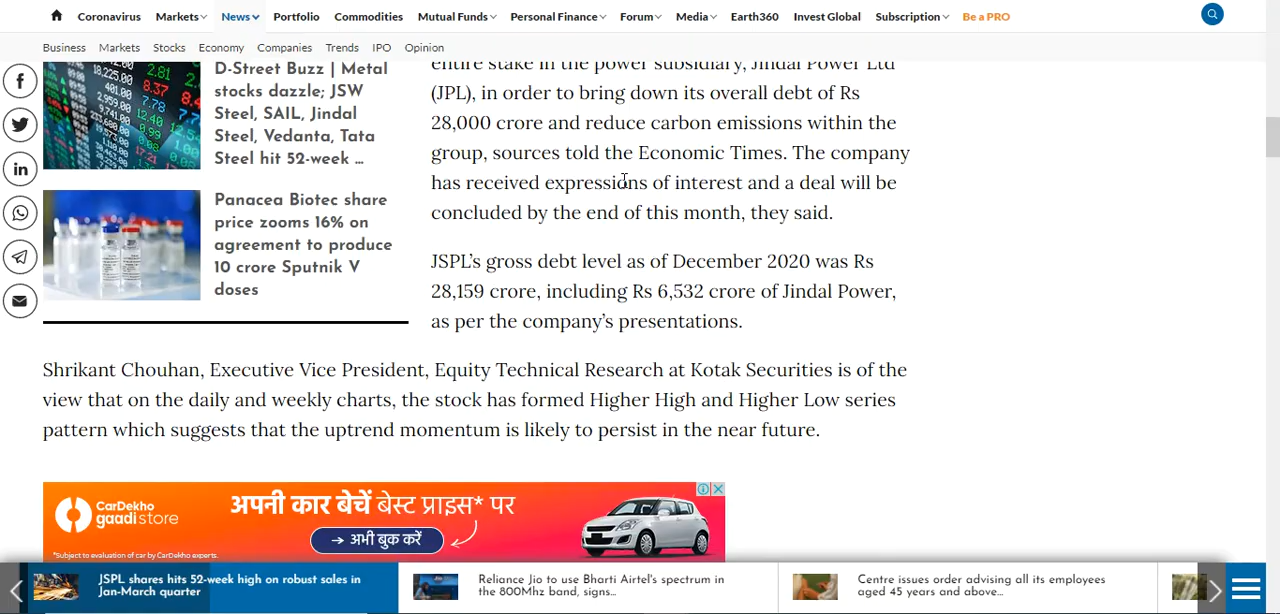 Coronavirus Markets News Portfolio Commodities Mutual Funds Personal Finance Forum Media Earth360 Invest Global Subscription Be a PRO
Business Markets Stocks Economy Companies Trends IPO Opinion
D-Street Buzz | Metal
stocks dazzle; JSW
Steel, SAIL, Jindal
Steel, Vedanta, Tata
Steel hit 52-week ...
Panacea Biotec share
price zooms 16% on
agreement to produce
10 crore Sputnik V
doses
entire stake in the power subsidiary, Jindal Power Ltd
(JPL), in order to bring down its overall debt of Rs
28,000 crore and reduce carbon emissions within the
group, sources told the Economic Times. The company
has received expressions of interest and a deal will be
concluded by the end of this month, they said.
JSPL’s gross debt level as of December 2020 was Rs
28,159 crore, including Rs 6,532 crore of Jindal Power,
as per the company’s presentations.
Shrikant Chouhan, Executive Vice President, Equity Technical Research at Kotak Securities is of the
view that on the daily and weekly charts, the stock has formed Higher High and Higher Low series
pattern which suggests that the uptrend momentum is likely to persist in the near future.
CarDekho
gaadi store
अपनी कार बेचें बेस्ट प्राइस* पर
→ अभी बुक करें
*Subject to evaluation of car by CarDekho experts.
JSPL shares hits 52-week high on robust sales in
Jan-March quarter
Reliance Jio to use Bharti Airtel's spectrum in
the 800Mhz band, signs...
Centre issues order advising all its employees
aged 45 years and above...